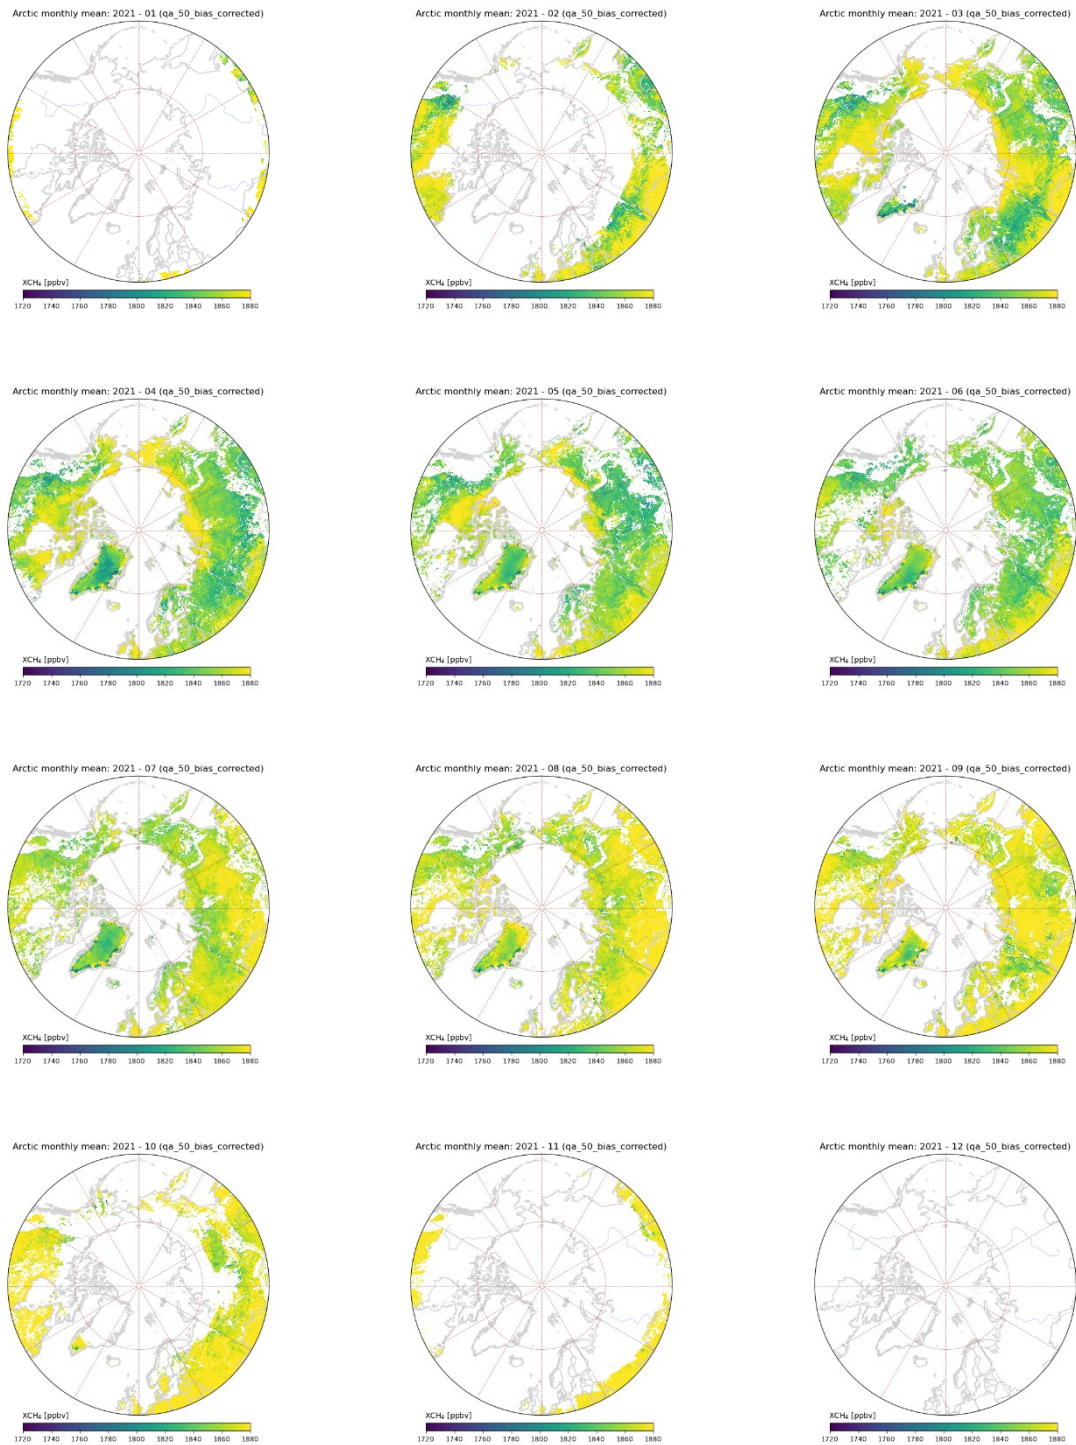 Arctic monthly mean: 2021 - 01 (qa_50_bias_corrected)
Arctic monthly mean: 2021 - 02 (qa_50_bias_corrected)
Arctic monthly mean: 2021 - 03 (qa_50_bias_corrected)
XCH₄ [ppbv]
1720 1740 1760 1780 1800 1820 1840 1860 1880
XCH₄ [ppbv]
1720 1740 1760 1780 1800 1820 1840 1860 1880
XCH₄ [ppbv]
1720 1740 1760 1780 1800 1820 1840 1860 1880
Arctic monthly mean: 2021 - 04 (qa_50_bias_corrected)
Arctic monthly mean: 2021 - 05 (qa_50_bias_corrected)
Arctic monthly mean: 2021 - 06 (qa_50_bias_corrected)
XCH₄ [ppbv]
1720 1740 1760 1780 1800 1820 1840 1860 1880
XCH₄ [ppbv]
1720 1740 1760 1780 1800 1820 1840 1860 1880
XCH₄ [ppbv]
1720 1740 1760 1780 1800 1820 1840 1860 1880
Arctic monthly mean: 2021 - 07 (qa_50_bias_corrected)
Arctic monthly mean: 2021 - 08 (qa_50_bias_corrected)
Arctic monthly mean: 2021 - 09 (qa_50_bias_corrected)
XCH₄ [ppbv]
1720 1740 1760 1780 1800 1820 1840 1860 1880
XCH₄ [ppbv]
1720 1740 1760 1780 1800 1820 1840 1860 1880
XCH₄ [ppbv]
1720 1740 1760 1780 1800 1820 1840 1860 1880
Arctic monthly mean: 2021 - 10 (qa_50_bias_corrected)
Arctic monthly mean: 2021 - 11 (qa_50_bias_corrected)
Arctic monthly mean: 2021 - 12 (qa_50_bias_corrected)
XCH₄ [ppbv]
1720 1740 1760 1780 1800 1820 1840 1860 1880
XCH₄ [ppbv]
1720 1740 1760 1780 1800 1820 1840 1860 1880
XCH₄ [ppbv]
1720 1740 1760 1780 1800 1820 1840 1860 1880